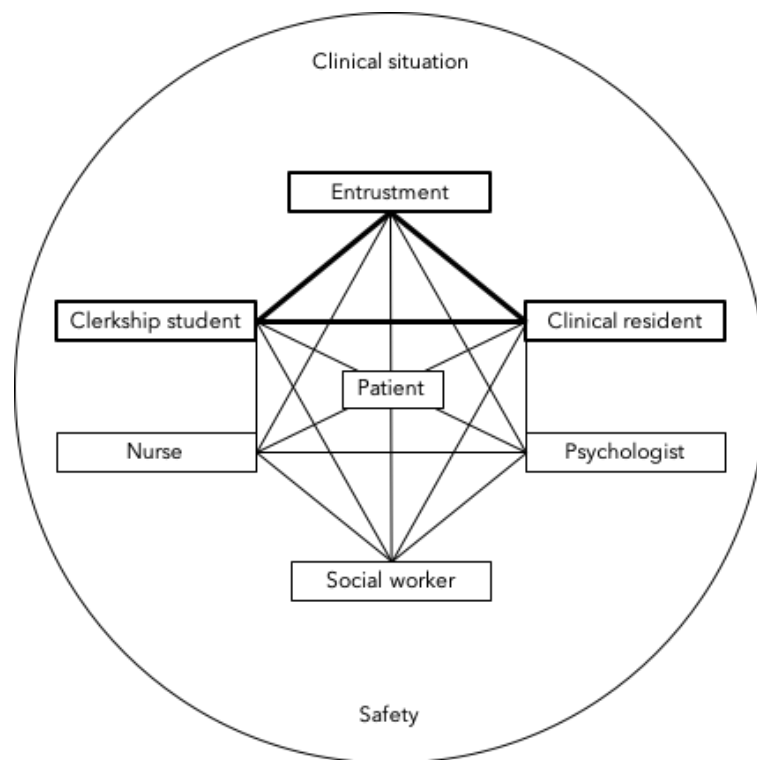 Clinical situation
Entrustment
Clerkship student
Clinical resident
Patient
Nurse
Psychologist
Social worker
Safety